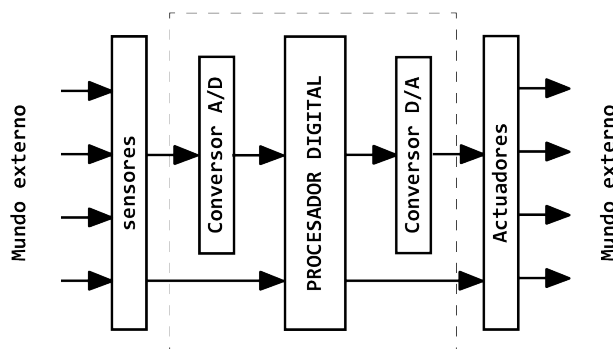 Mundo externo
sensores
Conversor A/D
PROCESADOR DIGITAL
Conversor D/A
Actuadores
Mundo externo